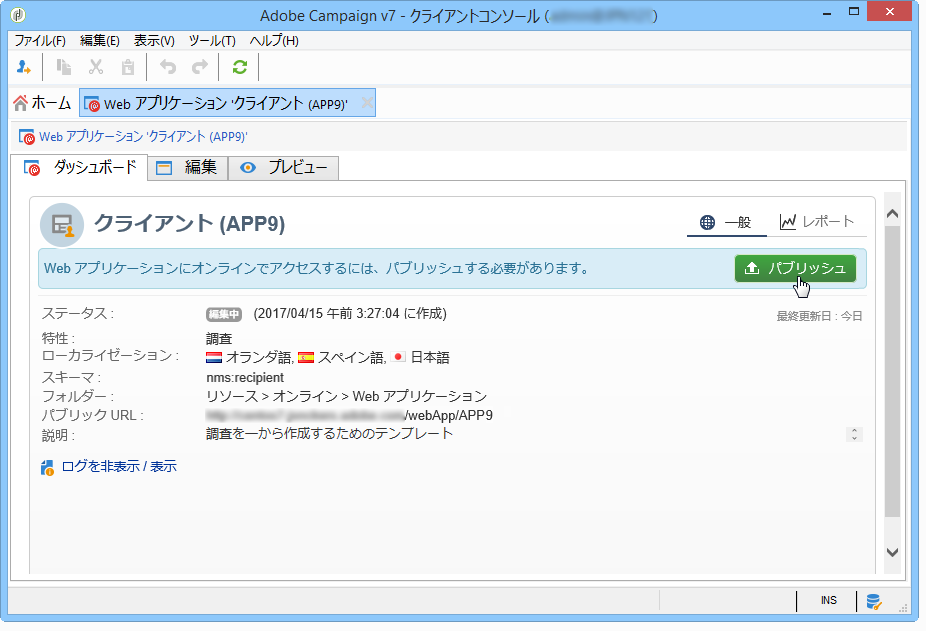 Adobe Campaign v7 - クライアントコンソール ( )
ファイル(F) 編集(E) 表示(V) ツール(T) ヘルプ(H)
ホーム Web アプリケーション 'クライアント (APP9)'
Web アプリケーション 'クライアント (APP9)'
ダッシュボード 編集 プレビュー
クライアント (APP9) 一般 レポート
Web アプリケーションにオンラインでアクセスするには、パブリッシュする必要があります。 パブリッシュ
ステータス : 編集中 (2017/04/15 午前 3:27:04 に作成) 最終更新日 : 今日
特性 : 調査
ローカライゼーション : オランダ語, スペイン語, 日本語
スキーマ : nms:recipient
フォルダー : リソース > オンライン > Web アプリケーション
パブリック URL : /webApp/APP9
説明 : 調査を一から作成するためのテンプレート
ログを非表示 / 表示
INS